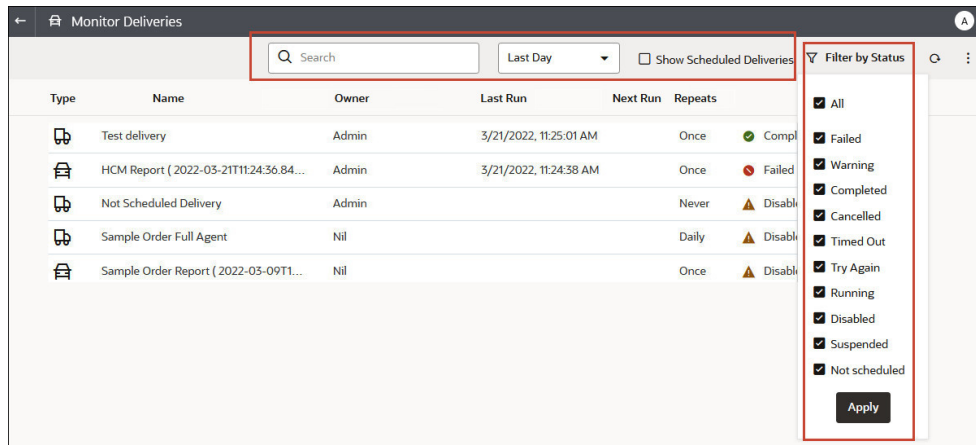 Monitor Deliveries A
Search Last Day Show Scheduled Deliveries Filter by Status
Type Name Owner Last Run Next Run Repeats
Test delivery Admin 3/21/2022, 11:25:01 AM Once Compl
HCM Report ( 2022-03-21T11:24:36.84... Admin 3/21/2022, 11:24:38 AM Once Failed
Not Scheduled Delivery Admin Never Disabl
Sample Order Full Agent Nil Daily Disabl
Sample Order Report ( 2022-03-09T1... Nil Once Disabl
All
Failed
Warning
Completed
Cancelled
Timed Out
Try Again
Running
Disabled
Suspended
Not scheduled
Apply